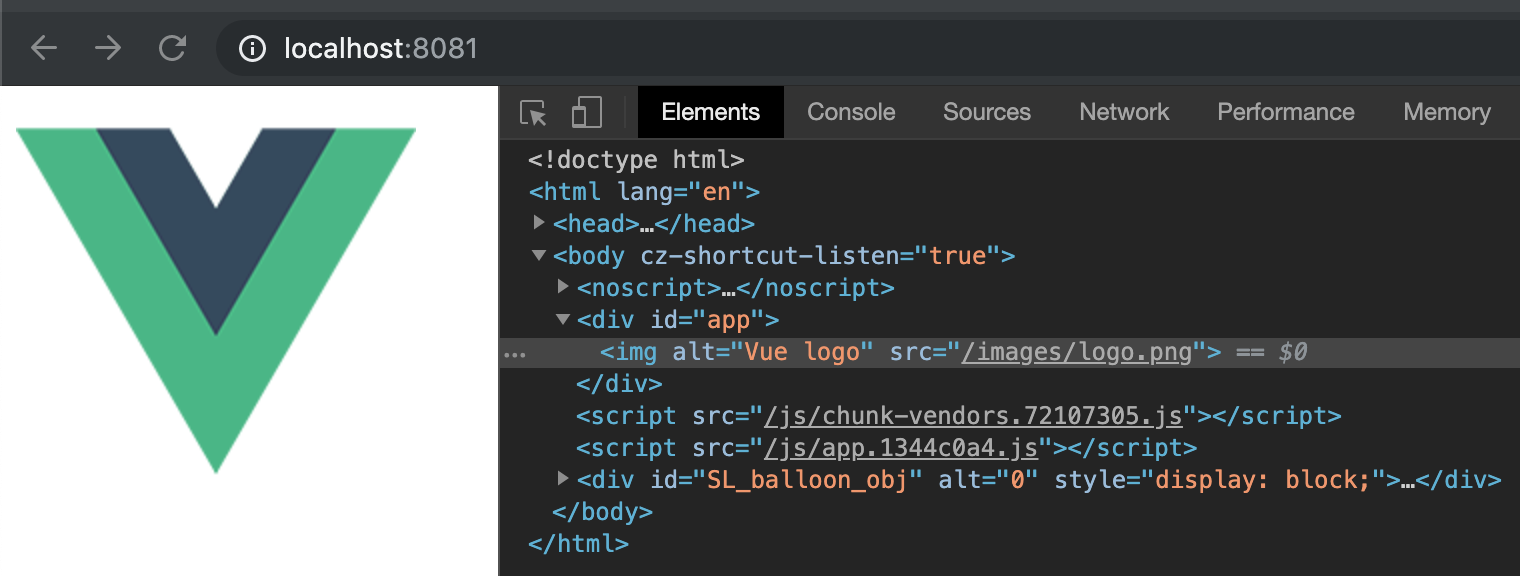 localhost:8081
Elements Console Sources Network Performance Memory
<!doctype html>
<html lang="en">
<head>…</head>
<body cz-shortcut-listen="true">
<noscript>…</noscript>
<div id="app">
<img alt="Vue logo" src="/images/logo.png"> == $0
</div>
<script src="/js/chunk-vendors.72107305.js"></script>
<script src="/js/app.1344c0a4.js"></script>
<div id="SL_balloon_obj" alt="0" style="display: block;">…</div>
</body>
</html>